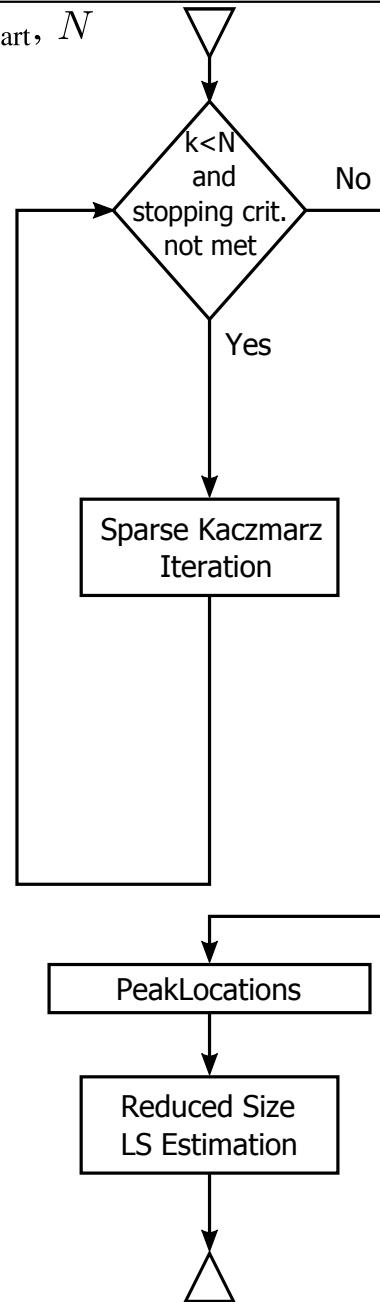 art, N
k<N
and
stopping crit.
not met
No
Yes
Sparse Kaczmarz
Iteration
PeakLocations
Reduced Size
LS Estimation